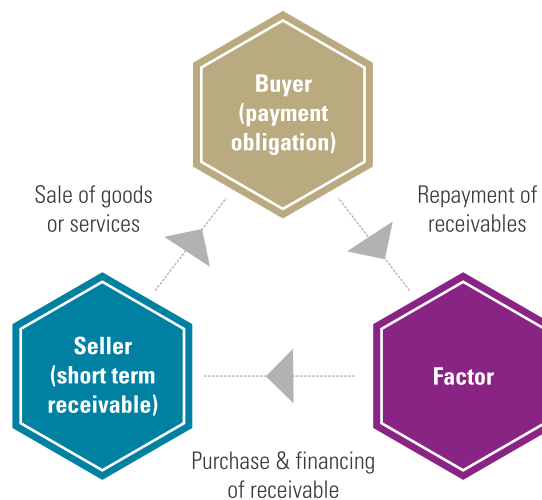 Buyer
(payment
obligation)
Sale of goods
or services
Repayment of
receivables
Seller
(short term
receivable)
Factor
Purchase & financing
of receivable